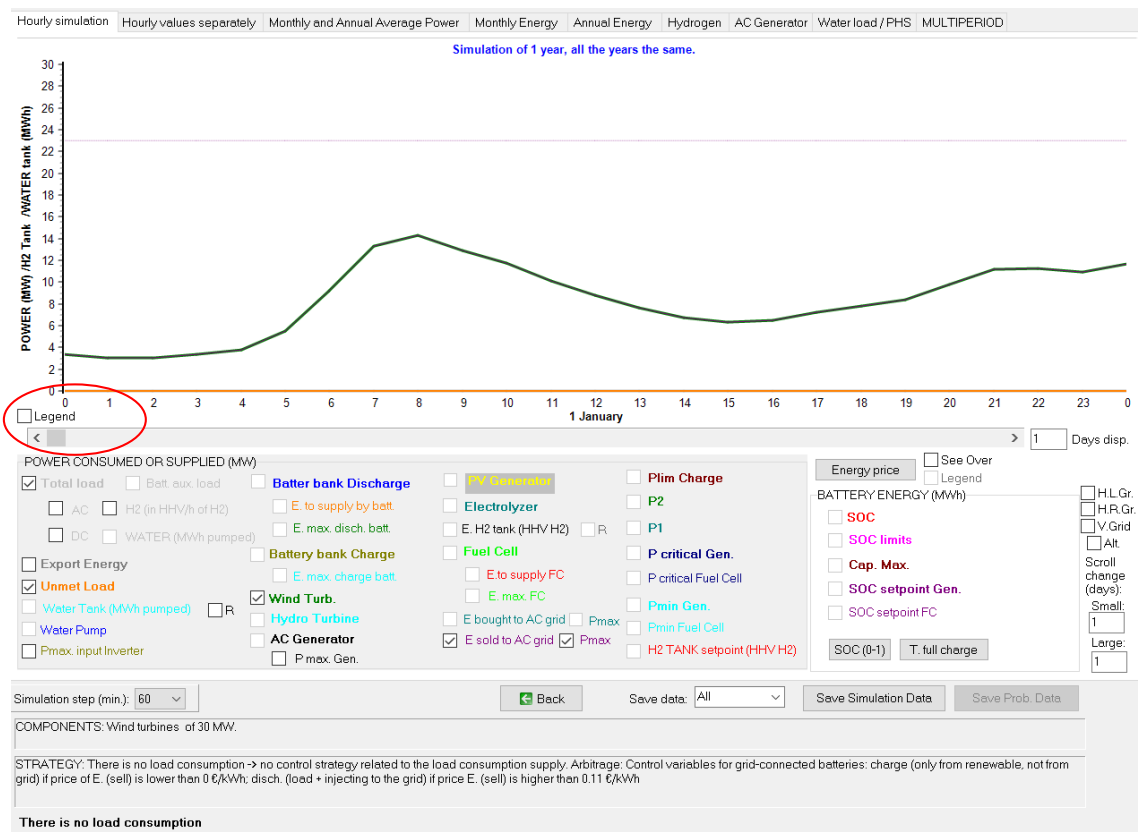 Hourly simulation Hourly values separately Monthly and Annual Average Power Monthly Energy Annual Energy Hydrogen AC Generator Water load / PHS MULTIPERIOD
Simulation of 1 year, all the years the same.
POWER (MW) /H2 Tank /WATER tank (MWh)
30
28
26
24
22
20
18
16
14
12
10
8
6
4
2
0
0 1 2 3 4 5 6 7 8 9 10 11 12 13 14 15 16 17 18 19 20 21 22 23 0
Legend 1 January
< > 1 Days disp.
POWER CONSUMED OR SUPPLIED (MW)
Total load Batt. aux. load
AC H2 (in HHV/h of H2)
DC WATER (MWh pumped)
Export Energy
Unmet Load
Water Tank (MWh pumped) R
Water Pump
Pmax. input Inverter
Batter bank Discharge
E. to supply by batt.
E. max. disch. batt.
Battery bank Charge
E. max. charge batt.
Wind Turb.
Hydro Turbine
AC Generator
P max. Gen.
PV Generator
Electrolyzer
E. H2 tank (HHV H2) R
Fuel Cell
E.to supply FC
E. max. FC
E bought to AC grid Pmax
E sold to AC grid Pmax
Plim Charge
P2
P1
P critical Gen.
P critical Fuel Cell
Pmin Gen.
Pmin Fuel Cell
H2 TANK setpoint (HHV H2)
Energy price See Over
Legend
BATTERY ENERGY (MWh)
SOC
SOC limits
Cap. Max.
SOC setpoint Gen.
SOC setpoint FC
SOC (0-1) T. full charge
H.L.Gr.
H.R.Gr.
V.Grid
Alt.
Scroll
change
(days):
Small:
1
Large:
1
Simulation step (min.): 60 Back Save data: All Save Simulation Data Save Prob. Data
COMPONENTS: Wind turbines of 30 MW.
STRATEGY: There is no load consumption -> no control strategy related to the load consumption supply. Arbitrage: Control variables for grid-connected batteries: charge (only from renewable, not from
grid) if price of E. (sell) is lower than 0 €/kWh; disch. (load + injecting to the grid) if price E. (sell) is higher than 0.11 €/kWh
There is no load consumption